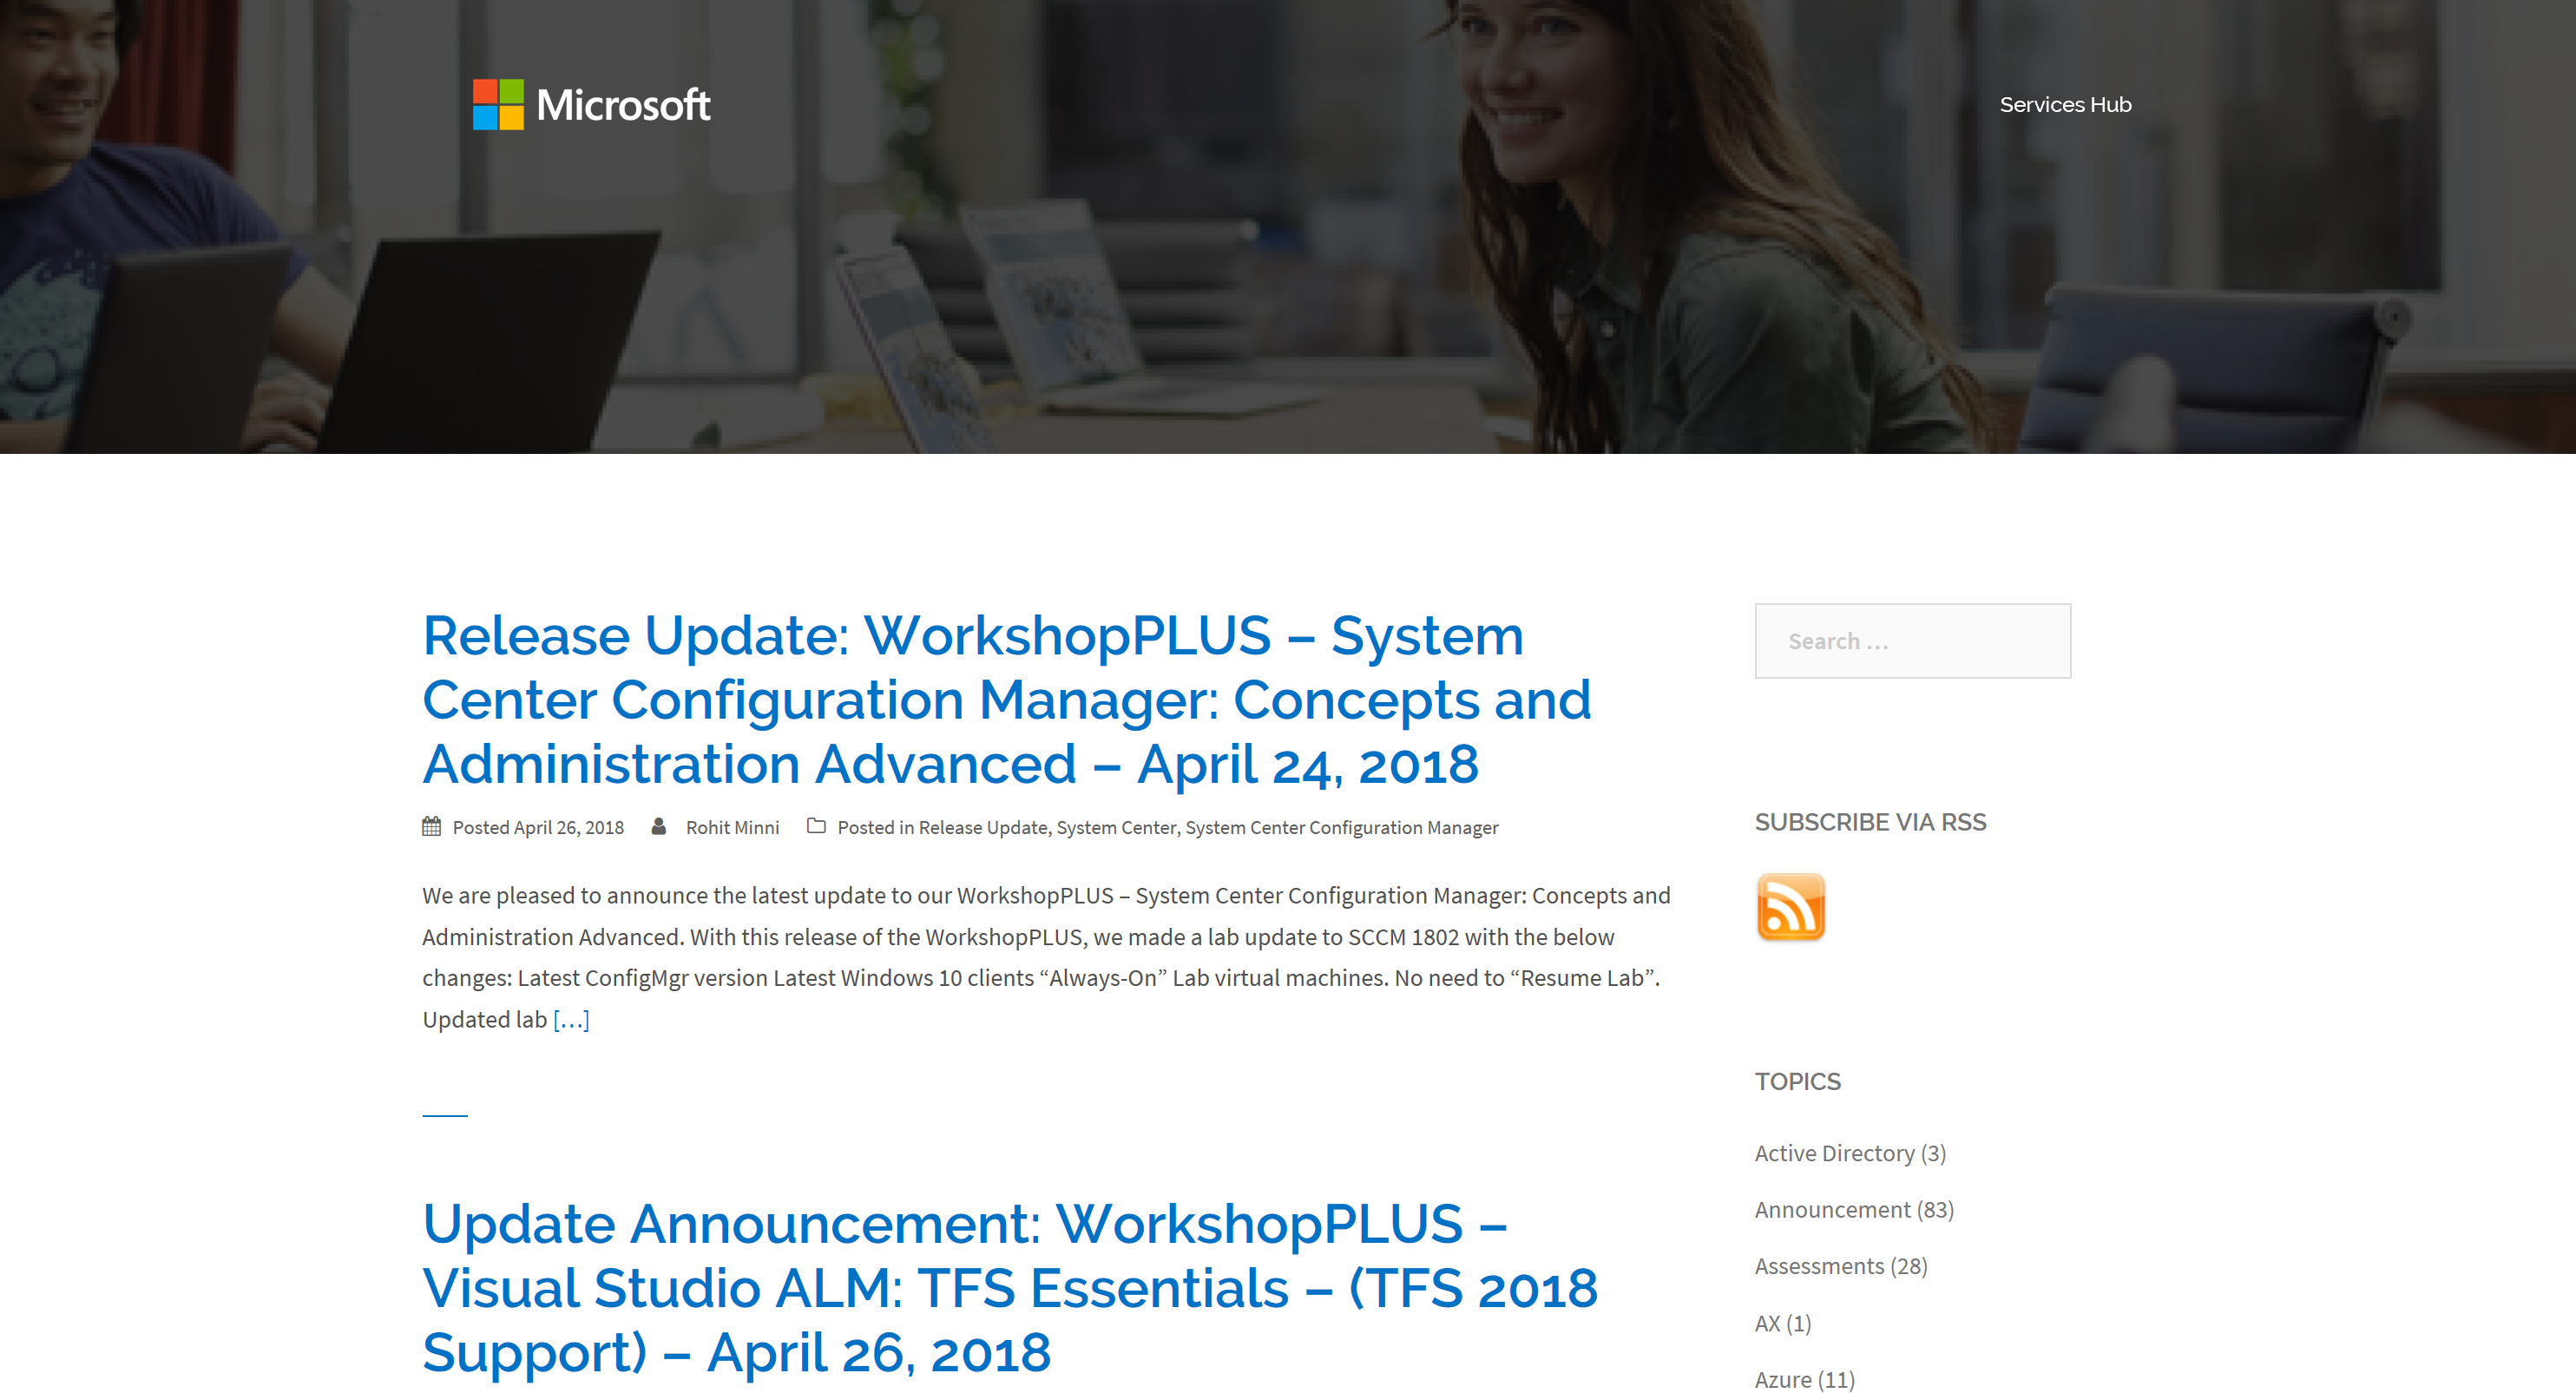 Microsoft
Services Hub
Release Update: WorkshopPLUS – System
Center Configuration Manager: Concepts and
Administration Advanced – April 24, 2018
Posted April 26, 2018 Rohit Minni Posted in Release Update, System Center, System Center Configuration Manager
We are pleased to announce the latest update to our WorkshopPLUS – System Center Configuration Manager: Concepts and
Administration Advanced. With this release of the WorkshopPLUS, we made a lab update to SCCM 1802 with the below
changes: Latest ConfigMgr version Latest Windows 10 clients “Always-On” Lab virtual machines. No need to “Resume Lab”.
Updated lab […]
Update Announcement: WorkshopPLUS –
Visual Studio ALM: TFS Essentials – (TFS 2018
Support) – April 26, 2018
Search …
SUBSCRIBE VIA RSS
TOPICS
Active Directory (3)
Announcement (83)
Assessments (28)
AX (1)
Azure (11)